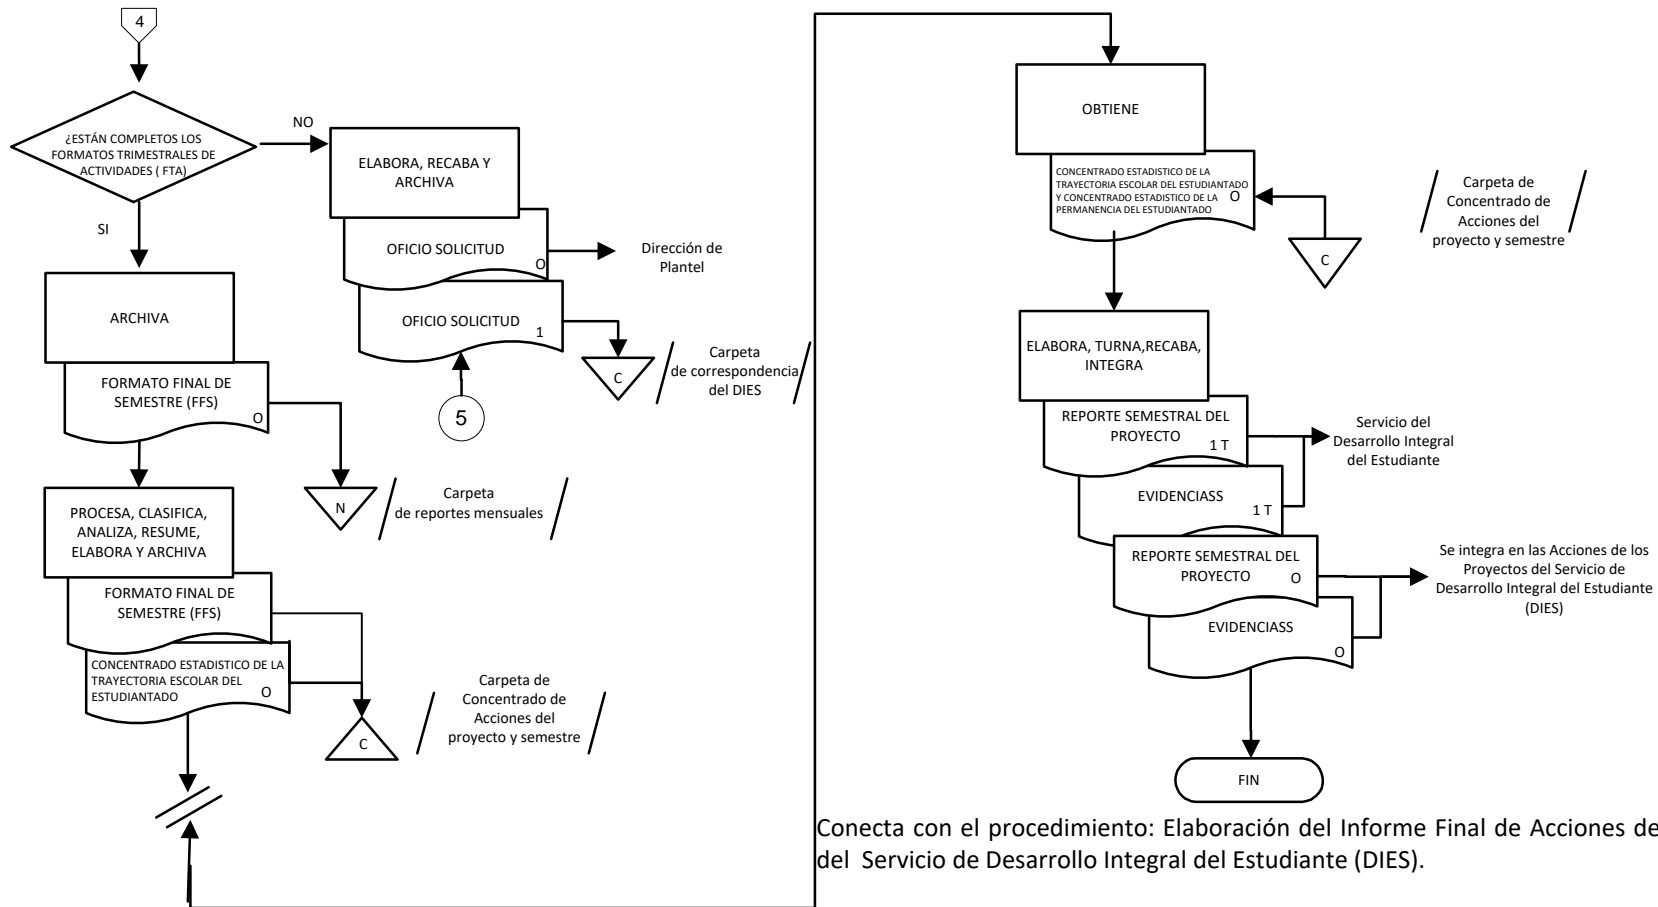 4
¿ESTÁN COMPLETOS LOS
FORMATOS TRIMESTRALES DE
ACTIVIDADES ( FTA)
NO
SI
ELABORA, RECABA Y
ARCHIVA
OFICIO SOLICITUD
O
Dirección de
Plantel
OFICIO SOLICITUD
1
C
Carpeta
de correspondencia
del DIES
5
ARCHIVA
FORMATO FINAL DE
SEMESTRE (FFS)
O
N
Carpeta
de reportes mensuales
PROCESA, CLASIFICA,
ANALIZA, RESUME,
ELABORA Y ARCHIVA
FORMATO FINAL DE
SEMESTRE (FFS)
CONCENTRADO ESTADISTICO DE LA
TRAYECTORIA ESCOLAR DEL
ESTUDIANTADO
O
C
Carpeta de
Concentrado de
Acciones del
proyecto y semestre
OBTIENE
CONCENTRADO ESTADISTICO DE LA
TRAYECTORIA ESCOLAR DEL ESTUDIANTADO
Y CONCENTRADO ESTADISTICO DE LA
PERMANENCIA DEL ESTUDIANTADO
O
C
Carpeta de
Concentrado de
Acciones del
proyecto y semestre
ELABORA, TURNA,RECABA,
INTEGRA
REPORTE SEMESTRAL DEL
PROYECTO
1 T
Servicio del
Desarrollo Integral
del Estudiante
EVIDENCIASS
1 T
REPORTE SEMESTRAL DEL
PROYECTO
O
Se integra en las Acciones de los
Proyectos del Servicio de
Desarrollo Integral del Estudiante
(DIES)
EVIDENCIASS
O
FIN
Conecta con el procedimiento: Elaboración del Informe Final de Acciones de
del Servicio de Desarrollo Integral del Estudiante (DIES).